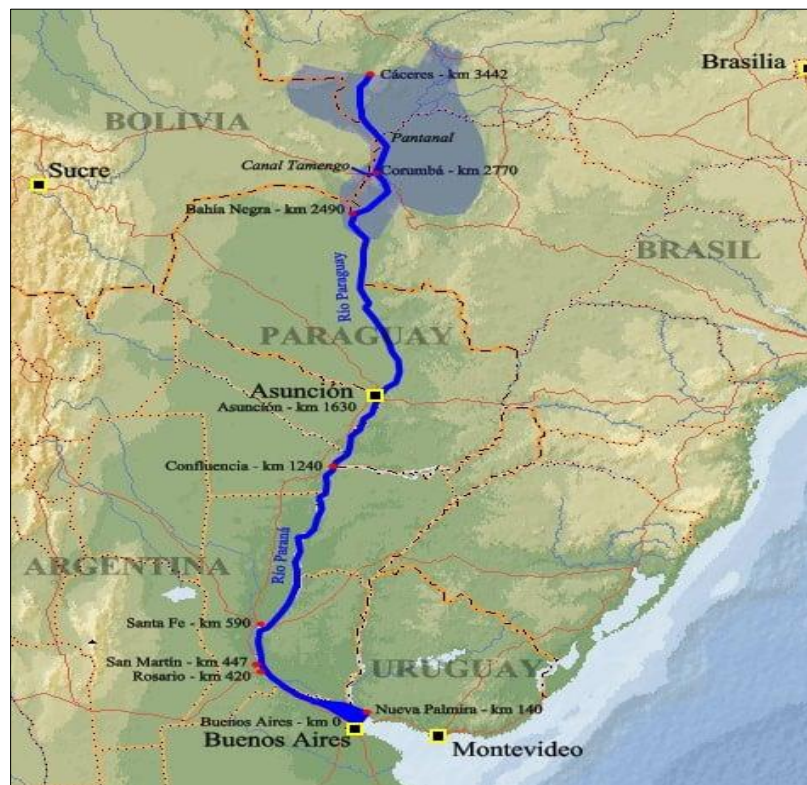 Brasilia
Cáceres - km 3442
BOLIVIA
Pantanal
Canal Tamengo
Sucre
Corumbá - km 2770
Bahía Negra - km 2490
BRASIL
Río Paraguay
PARAGUAY
Asunción
Asunción - km 1630
Confluencia - km 1240
Río Paraná
ARGENTINA
Santa Fe - km 590
San Martín - km 447
Rosario - km 420
URUGUAY
Nueva Palmira - km 140
Buenos Aires - km 0
Buenos Aires
Montevideo